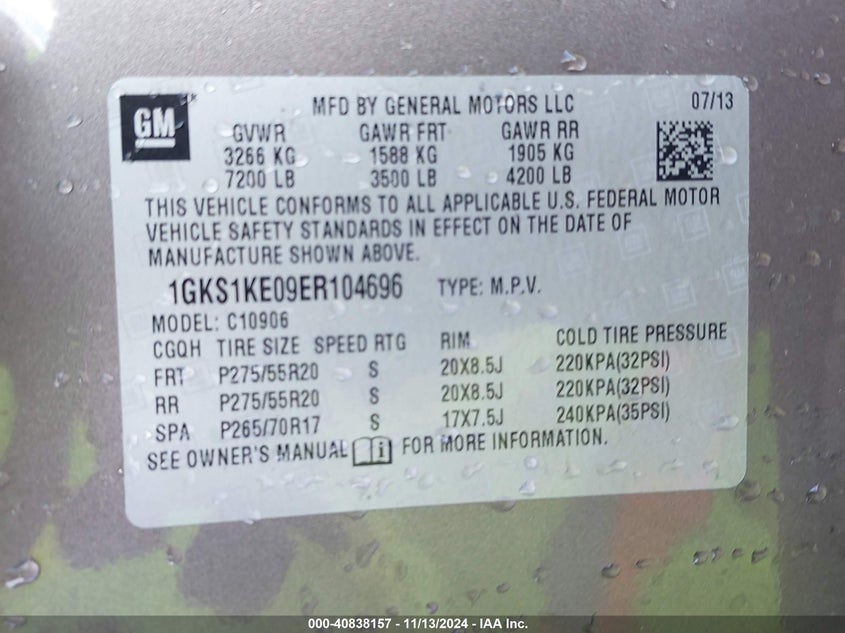 GM
MFD BY GENERAL MOTORS LLC 07/13
GVWR GAWR FRT GAWR RR
3266 KG 1588 KG 1905 KG
7200 LB 3500 LB 4200 LB
THIS VEHICLE CONFORMS TO ALL APPLICABLE U.S. FEDERAL MOTOR
VEHICLE SAFETY STANDARDS IN EFFECT ON THE DATE OF
MANUFACTURE SHOWN ABOVE.
1GKS1KE09ER104696 TYPE: M.P.V.
MODEL: C10906
CGQH TIRE SIZE SPEED RTG RIM COLD TIRE PRESSURE
FRT P275/55R20 S 20X8.5J 220KPA(32PSI)
RR P275/55R20 S 20X8.5J 220KPA(32PSI)
SPA P265/70R17 S 17X7.5J 240KPA(35PSI)
SEE OWNER'S MANUAL i FOR MORE INFORMATION.
000-40838157 - 11/13/2024 - IAA Inc.